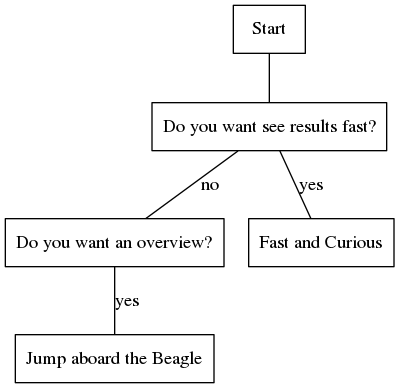 Start
Do you want see results fast?
no
yes
Do you want an overview?
Fast and Curious
yes
Jump aboard the Beagle